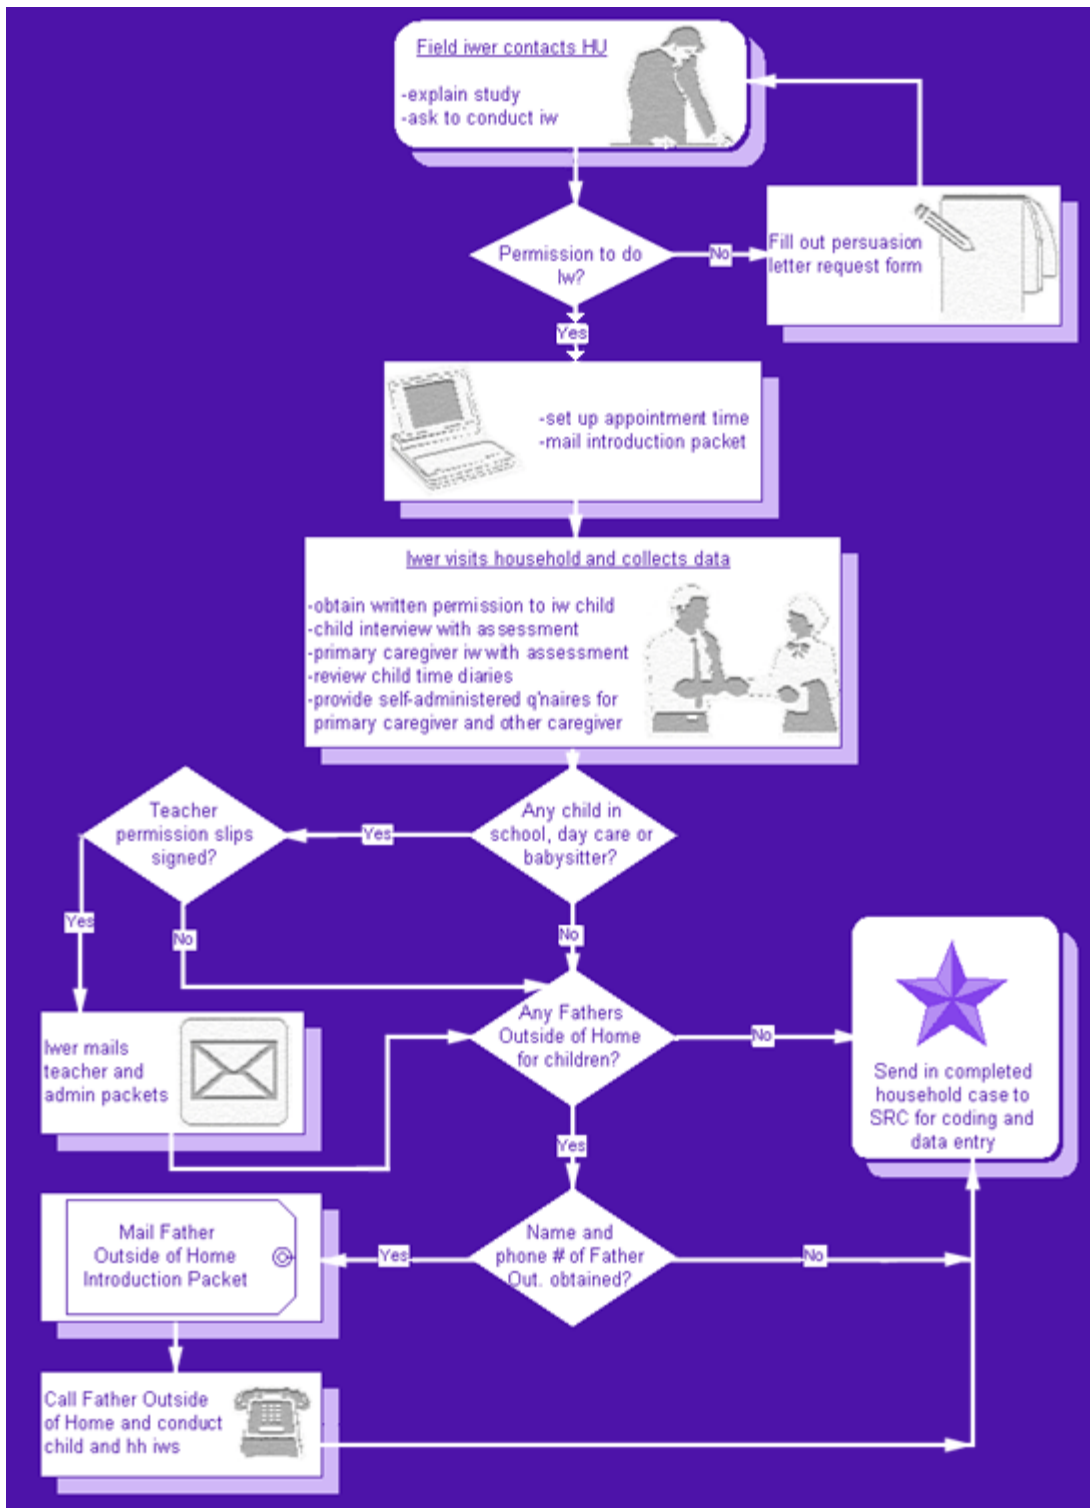 Field iwer contacts HU
-explain study
-ask to conduct iw
Permission to do
Iw?
No
Fill out persuasion
letter request form
Yes
-set up appointment time
-mail introduction packet
Iwer visits household and collects data
-obtain written permission to iw child
-child interview with assessment
-primary caregiver iw with assessment
-review child time diaries
-provide self-administered q'naires for
primary caregiver and other caregiver
Any child in
school, day care or
babysitter?
Yes
Teacher
permission slips
signed?
Yes
No
No
Iwer mails
teacher and
admin packets
Any Fathers
Outside of Home
for children?
No
Send in completed
household case to
SRC for coding and
data entry
Yes
Name and
phone # of Father
Out. obtained?
No
Yes
Mail Father
Outside of Home
Introduction Packet
Call Father Outside
of Home and conduct
child and hh iws